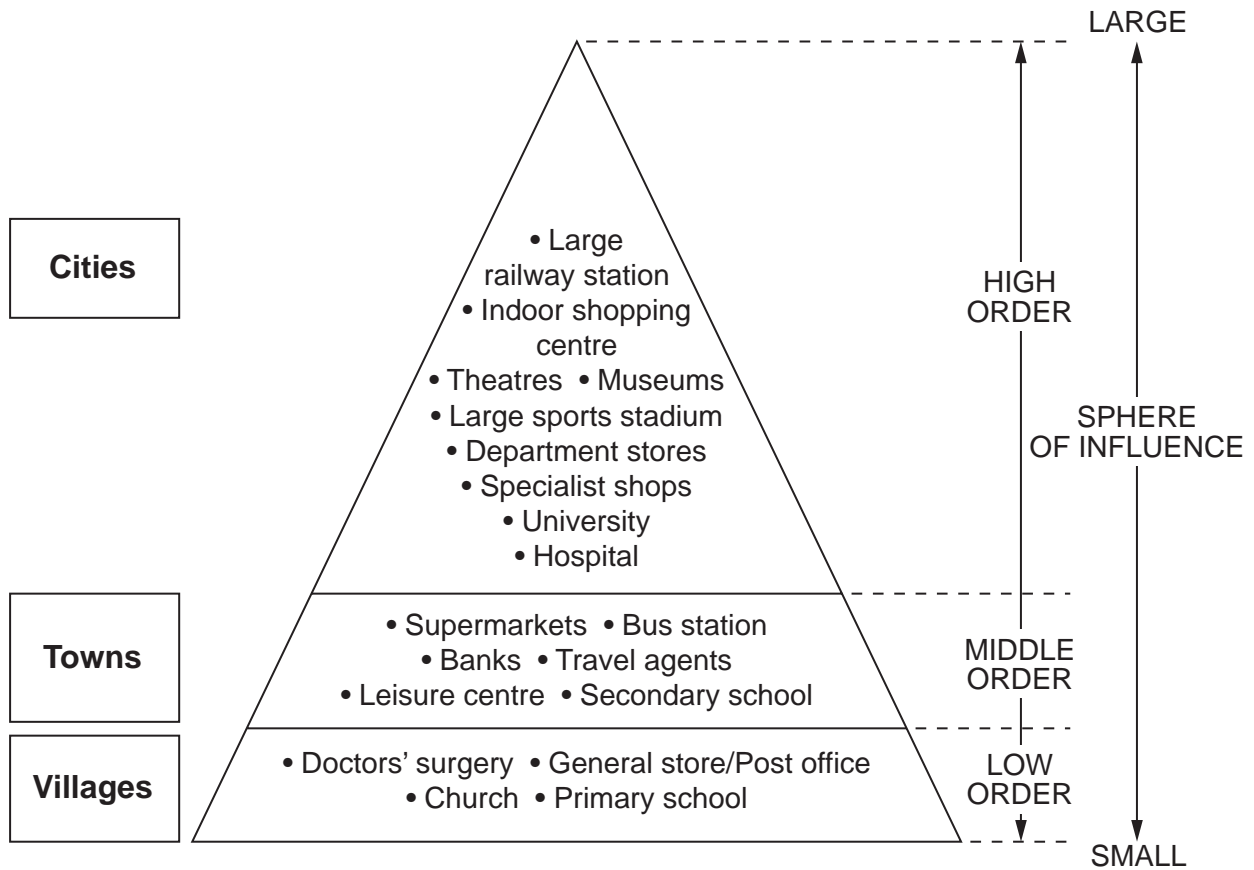 LARGE
Cities
• Large
railway station
• Indoor shopping
centre
• Theatres • Museums
• Large sports stadium
• Department stores
• Specialist shops
• University
• Hospital
HIGH
ORDER
SPHERE
OF INFLUENCE
Towns
• Supermarkets • Bus station
• Banks • Travel agents
• Leisure centre • Secondary school
MIDDLE
ORDER
Villages
• Doctors’ surgery • General store/Post office
• Church • Primary school
LOW
ORDER
SMALL